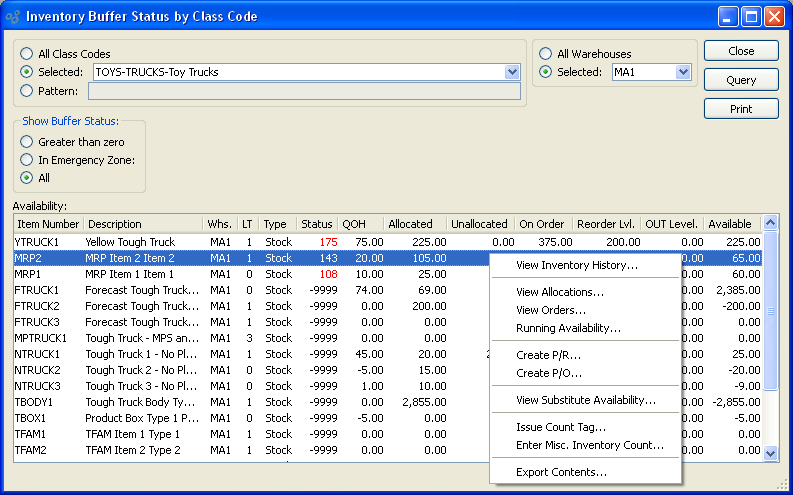 Inventory Buffer Status by Class Code
All Class Codes
Selected: TOYS-TRUCKS-Toy Trucks
Pattern:
All Warehouses
Selected: MA1
Close
Query
Print
Show Buffer Status:
Greater than zero
In Emergency Zone:
All
Availability:
Item Number Description Whs. LT Type Status QOH Allocated Unallocated On Order Reorder Lvl. OUT Level. Available
YTRUCK1 Yellow Tough Truck MA1 1 Stock 175 75.00 225.00 0.00 375.00 200.00 0.00 225.00
MRP2 MRP Item 2 Item 2 MA1 1 Stock 143 20.00 105.00 0.00 65.00
MRP1 MRP Item 1 Item 1 MA1 0 Stock 108 10.00 25.00 0.00 60.00
FTRUCK1 Forecast Tough Truck... MA1 0 Stock -9999 74.00 69.00 0.00 2,385.00
FTRUCK2 Forecast Tough Truck... MA1 1 Stock -9999 0.00 200.00 0.00 -200.00
FTRUCK3 Forecast Tough Truck... MA1 0 Stock -9999 0.00 0.00 0.00 0.00
MPTRUCK1 Tough Truck - MPS an... MA1 3 Stock -9999 0.00 0.00 0.00 0.00
NTRUCK1 Tough Truck 1 - No Pl... MA1 1 Stock -9999 45.00 20.00 0.00 25.00
NTRUCK2 Tough Truck 2 - No Pl... MA1 0 Stock -9999 -5.00 15.00 0.00 -20.00
NTRUCK3 Tough Truck 3 - No Pl... MA1 0 Stock -9999 1.00 10.00 0.00 -9.00
TBODY1 Tough Truck Body Ty... MA1 1 Stock -9999 0.00 2,855.00 0.00 -2,855.00
TBOX1 Product Box Type 1 P... MA1 0 Stock -9999 -5.00 0.00 0.00 -5.00
TFAM1 TFAM Item 1 Type 1 MA1 1 Stock -9999 0.00 0.00 0.00 0.00
TFAM2 TFAM Item 2 Type 2 MA1 1 Stock -9999 0.00 0.00 0.00 0.00
View Inventory History...
View Allocations...
View Orders...
Running Availability...
Create P/R...
Create P/O...
View Substitute Availability...
Issue Count Tag...
Enter Misc. Inventory Count...
Export Contents...